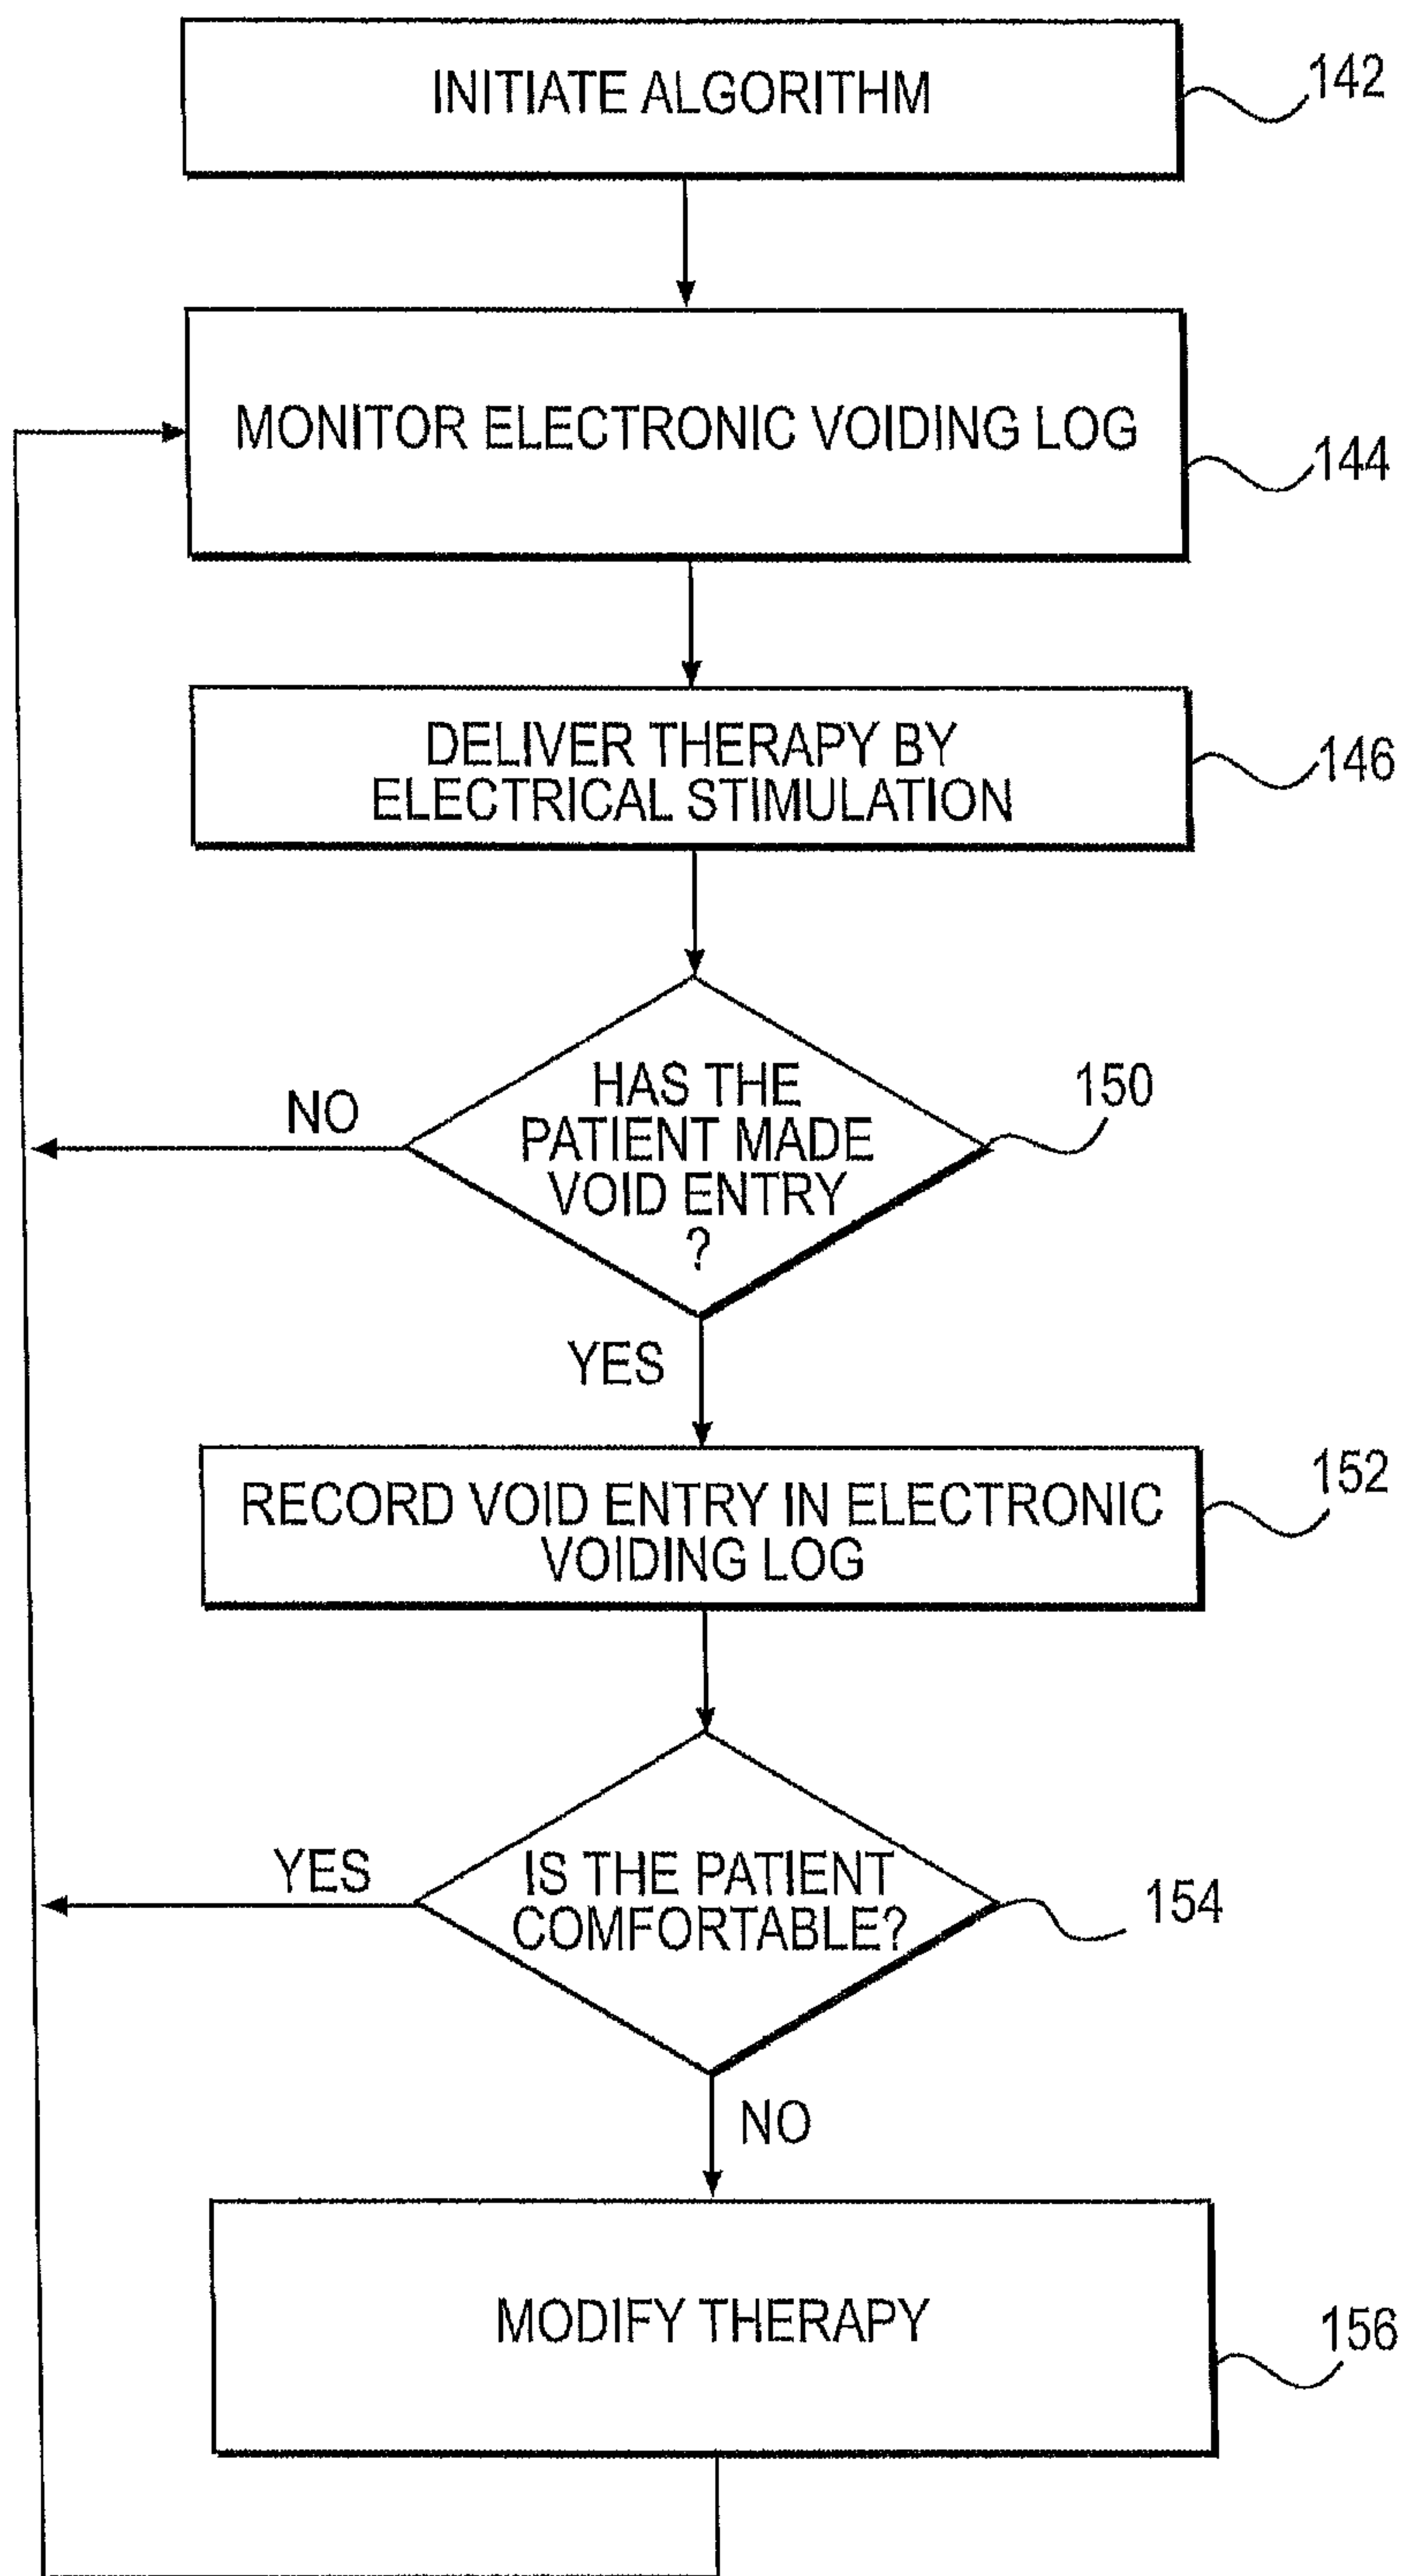 INITIATE ALGORITHM
142
MONITOR ELECTRONIC VOIDING LOG
144
DELIVER THERAPY BY
ELECTRICAL STIMULATION
146
HAS THE
PATIENT MADE
VOID ENTRY
?
150
NO
YES
RECORD VOID ENTRY IN ELECTRONIC
VOIDING LOG
152
IS THE PATIENT
COMFORTABLE?
154
YES
NO
MODIFY THERAPY
156